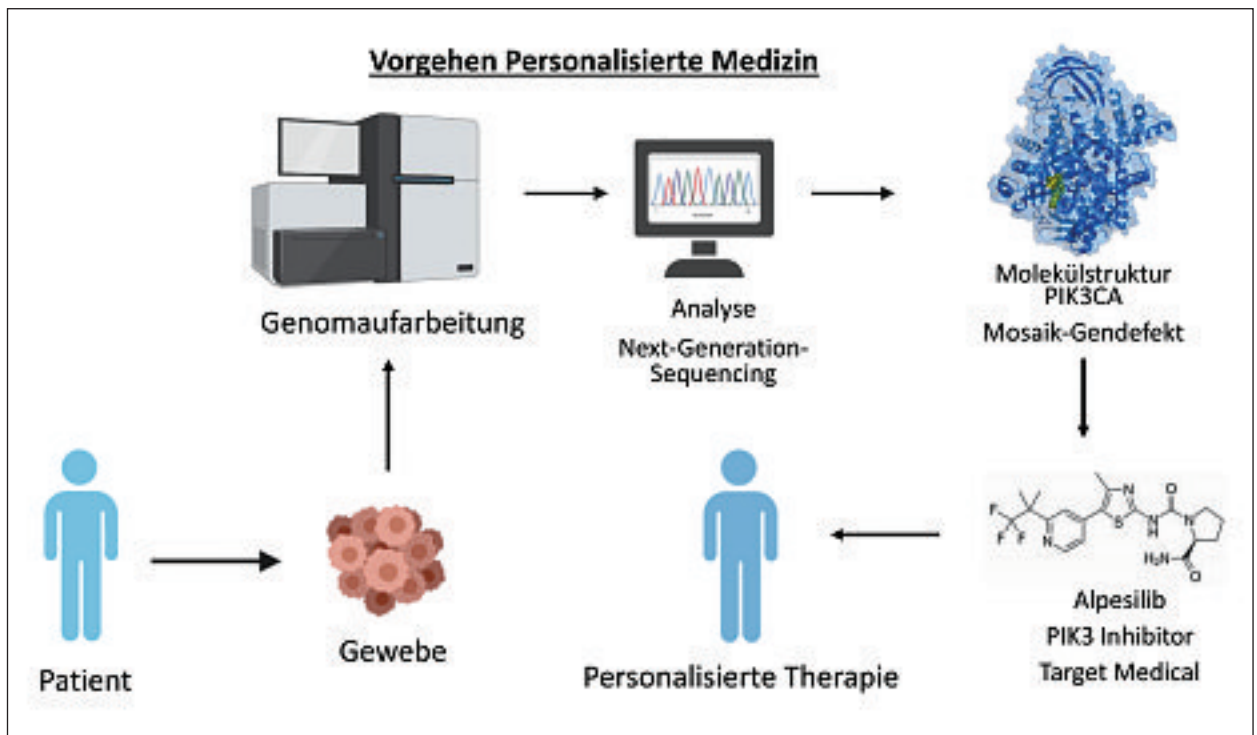 Vorgehen Personalisierte Medizin
Genomaufarbeitung
Analyse
Next-Generation-
Sequencing
Molekülstruktur
PIK3CA
Mosaik-Gendefekt
Patient
Gewebe
Personalisierte Therapie
F
F
F
N
S
N
N
H
O
N
H₂N
O
Alpesilib
PIK3 Inhibitor
Target Medical